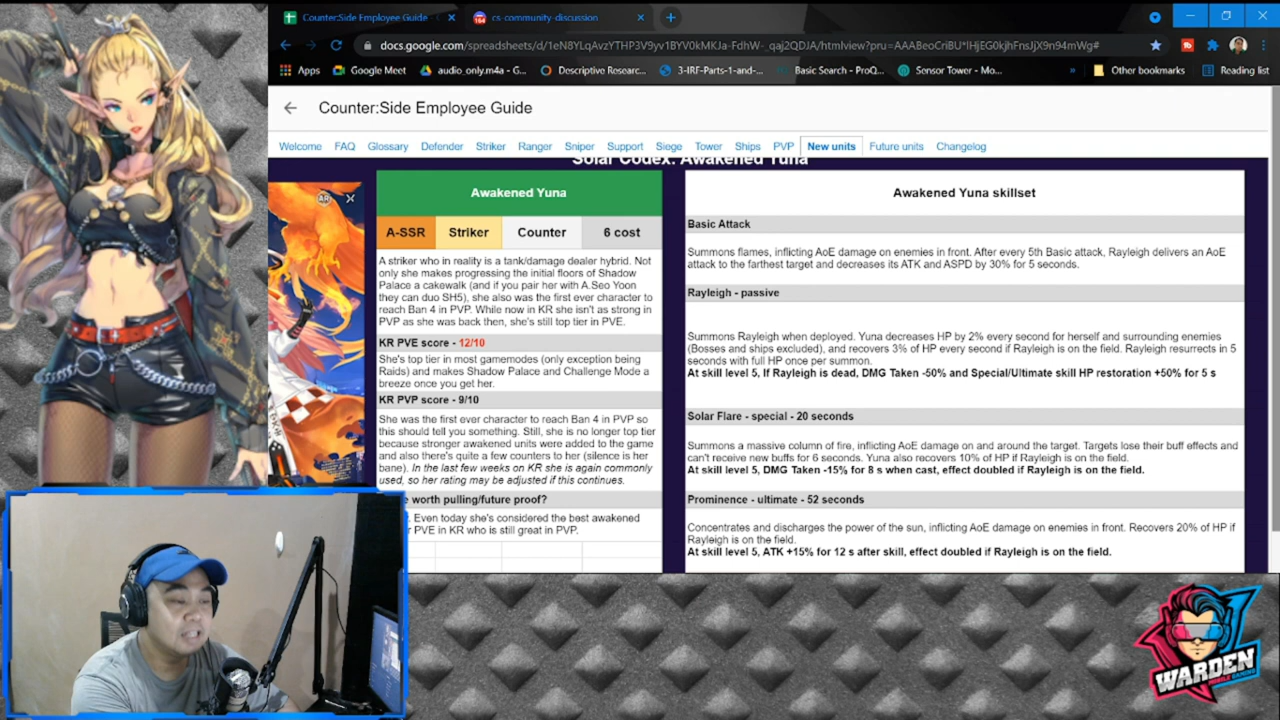 Counter:Side Employee Guide -
cs-community-discussion
docs.google.com/spreadsheets/d/1eN8YLqAvzYTHP3V9yv1BYV0kMKJa-FdhW-_qaj2QDJA/htmlview?pru=AAABeoCriBU*lHjEG0kjhFnsJjX9n94mWg#
Apps
Google Meet
audio_only.m4a - G...
Descriptive Researc...
3-IRF-Parts-1-and-...
Basic Search - ProQ...
Sensor Tower - Mo...
Other bookmarks
Reading list
Counter:Side Employee Guide
Welcome FAQ Glossary Defender Striker Ranger Sniper Support Siege Tower Ships PVP New units Future units Changelog
Solar Codex: Awakened Yuna
Awakened Yuna
A-SSR Striker Counter 6 cost
A striker who in reality is a tank/damage dealer hybrid. Not
only she makes progressing the initial floors of Shadow
Palace a cakewalk (and if you pair her with A.Seo Yoon
they can duo SH5), she also was the first ever character to
reach Ban 4 in PVP. While now in KR she isn't as strong in
PVP as she was back then, she's still top tier in PVE.
KR PVE score - 12/10
She's top tier in most gamemodes (only exception being
Raids) and makes Shadow Palace and Challenge Mode a
breeze once you get her.
KR PVP score - 9/10
She was the first ever character to reach Ban 4 in PVP so
this should tell you something. Still, she is no longer top tier
because stronger awakened units were added to the game
and also there's quite a few counters to her (silence is her
bane). In the last few weeks on KR she is again commonly
used, so her rating may be adjusted if this continues.
worth pulling/future proof?
Even today she's considered the best awakened
PVE in KR who is still great in PVP.
Awakened Yuna skillset
Basic Attack
Summons flames, inflicting AoE damage on enemies in front. After every 5th Basic attack, Rayleigh delivers an AoE
attack to the farthest target and decreases its ATK and ASPD by 30% for 5 seconds.
Rayleigh - passive
Summons Rayleigh when deployed. Yuna decreases HP by 2% every second for herself and surrounding enemies
(Bosses and ships excluded), and recovers 3% of HP every second if Rayleigh is on the field. Rayleigh resurrects in 5
seconds with full HP once per summon.
At skill level 5, If Rayleigh is dead, DMG Taken -50% and Special/Ultimate skill HP restoration +50% for 5 s
Solar Flare - special - 20 seconds
Summons a massive column of fire, inflicting AoE damage on and around the target. Targets lose their buff effects and
can't receive new buffs for 6 seconds. Yuna also recovers 10% of HP if Rayleigh is on the field.
At skill level 5, DMG Taken -15% for 8 s when cast, effect doubled if Rayleigh is on the field.
Prominence - ultimate - 52 seconds
Concentrates and discharges the power of the sun, inflicting AoE damage on enemies in front. Recovers 20% of HP if
Rayleigh is on the field.
At skill level 5, ATK +15% for 12 s after skill, effect doubled if Rayleigh is on the field.
WARDEN
MOBILE GAMING